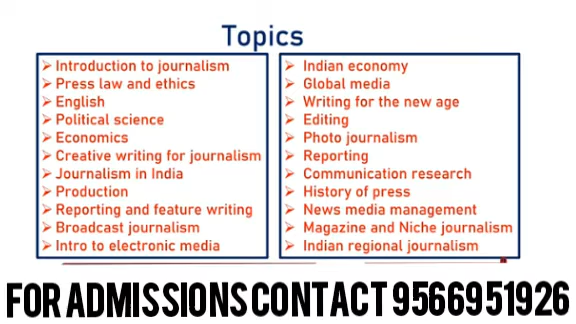 Topics
Introduction to journalism
Press law and ethics
English
Political science
Economics
Creative writing for journalism
Journalism in India
Production
Reporting and feature writing
Broadcast journalism
Intro to electronic media
Indian economy
Global media
Writing for the new age
Editing
Photo journalism
Reporting
Communication research
History of press
News media management
Magazine and Niche journalism
Indian regional journalism
FOR ADMISSIONS CONTACT 9566951926